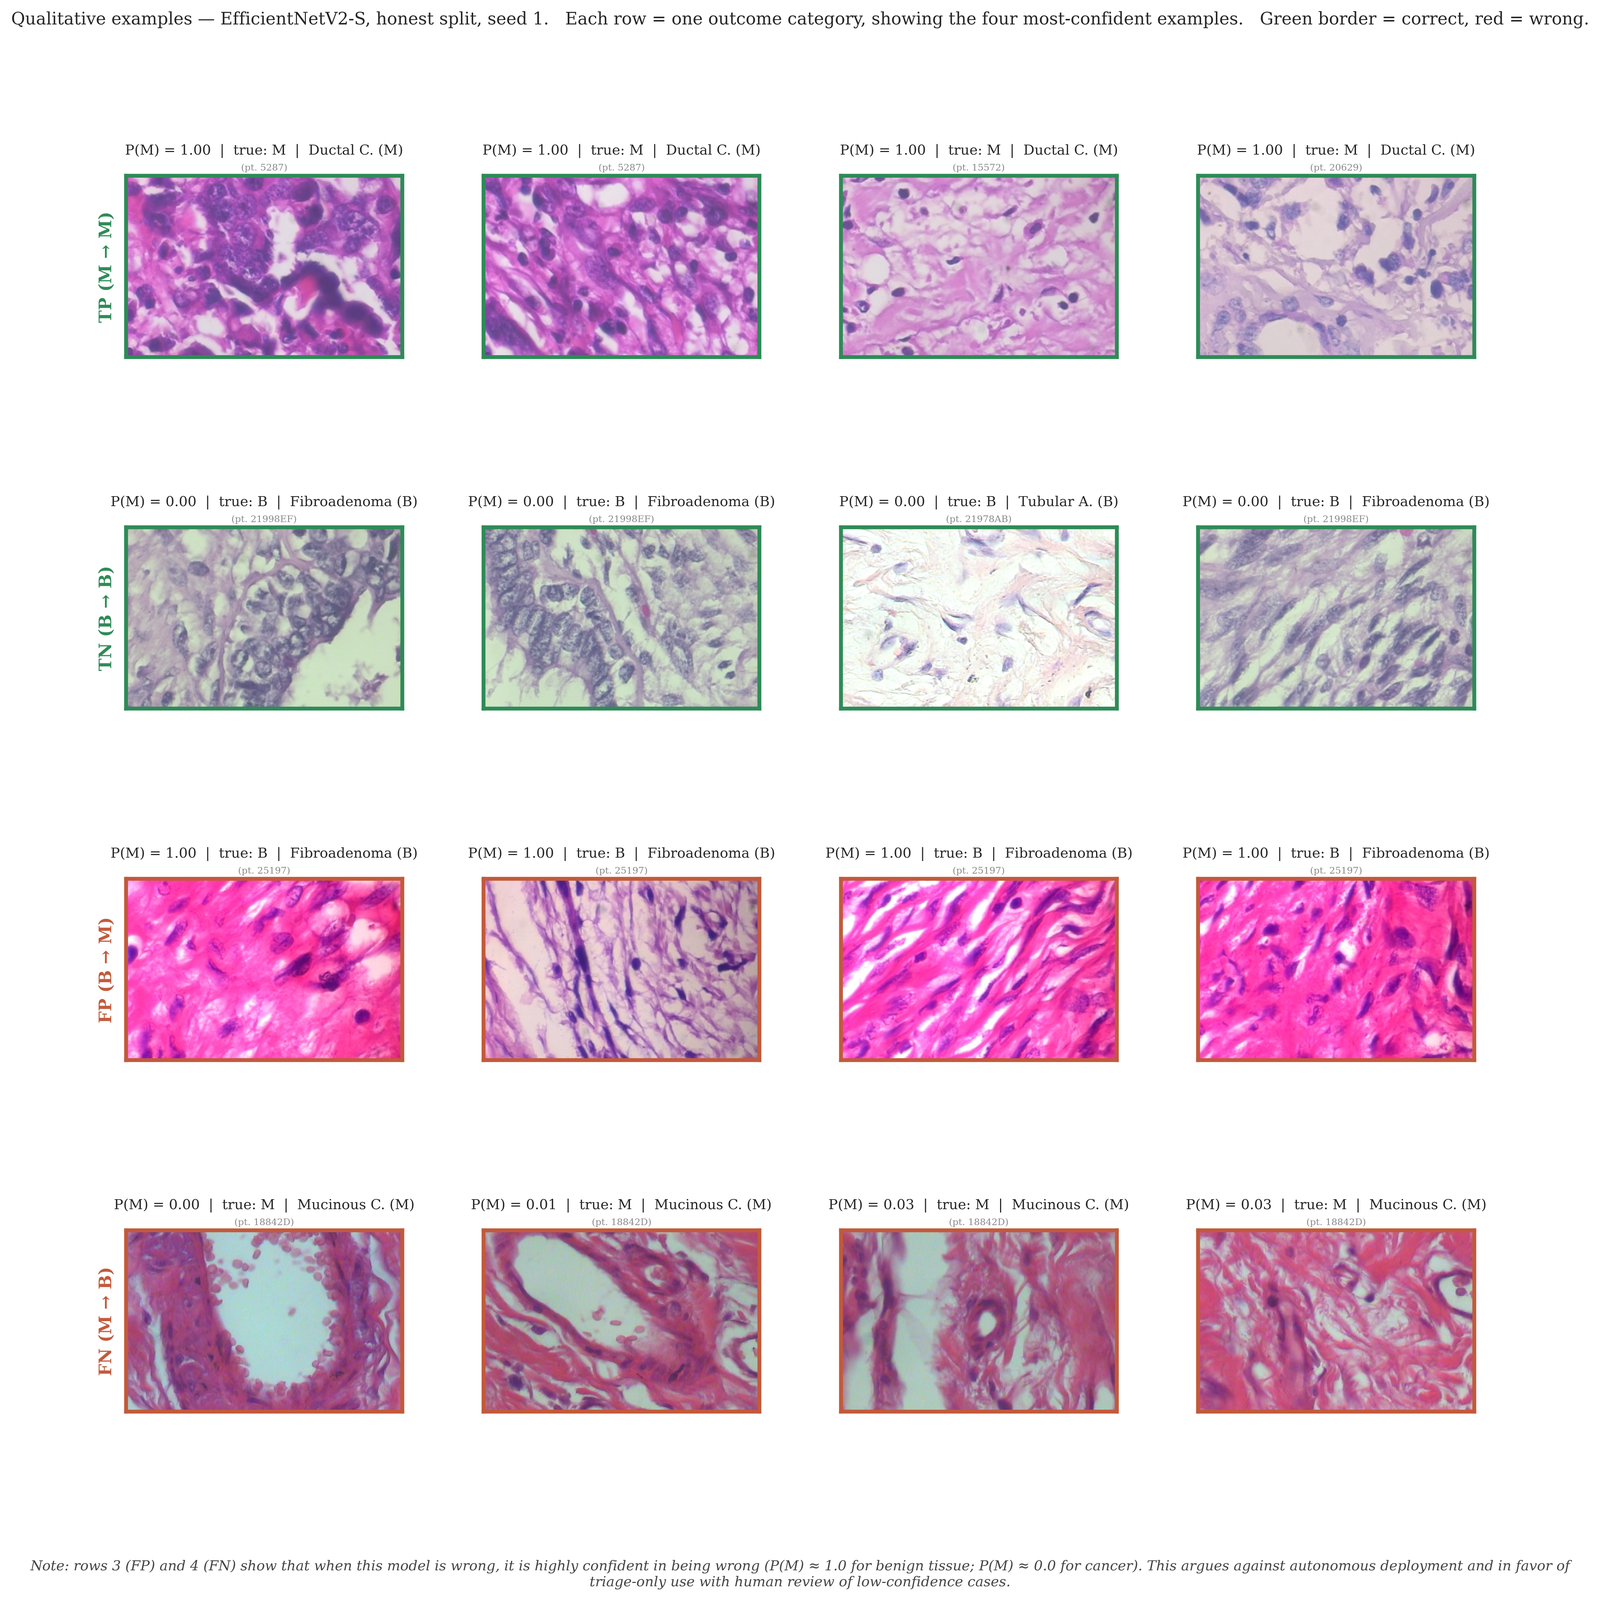 Qualitative examples — EfficientNetV2-S, honest split, seed 1.   Each row = one outcome category, showing the four most-confident examples.   Green border = correct, red = wrong.
P(M) = 1.00 | true: M | Ductal C. (M)
(pt. 5287)
P(M) = 1.00 | true: M | Ductal C. (M)
(pt. 5287)
P(M) = 1.00 | true: M | Ductal C. (M)
(pt. 15572)
P(M) = 1.00 | true: M | Ductal C. (M)
(pt. 20629)
TP (M → M)
P(M) = 0.00 | true: B | Fibroadenoma (B)
(pt. 21998EF)
P(M) = 0.00 | true: B | Fibroadenoma (B)
(pt. 21998EF)
P(M) = 0.00 | true: B | Tubular A. (B)
(pt. 21978AB)
P(M) = 0.00 | true: B | Fibroadenoma (B)
(pt. 21998EF)
TN (B → B)
P(M) = 1.00 | true: B | Fibroadenoma (B)
(pt. 25197)
P(M) = 1.00 | true: B | Fibroadenoma (B)
(pt. 25197)
P(M) = 1.00 | true: B | Fibroadenoma (B)
(pt. 25197)
P(M) = 1.00 | true: B | Fibroadenoma (B)
(pt. 25197)
FP (B → M)
P(M) = 0.00 | true: M | Mucinous C. (M)
(pt. 18842D)
P(M) = 0.01 | true: M | Mucinous C. (M)
(pt. 18842D)
P(M) = 0.03 | true: M | Mucinous C. (M)
(pt. 18842D)
P(M) = 0.03 | true: M | Mucinous C. (M)
(pt. 18842D)
FN (M → B)
Note: rows 3 (FP) and 4 (FN) show that when this model is wrong, it is highly confident in being wrong (P(M) ≈ 1.0 for benign tissue; P(M) ≈ 0.0 for cancer). This argues against autonomous deployment and in favor of
triage-only use with human review of low-confidence cases.